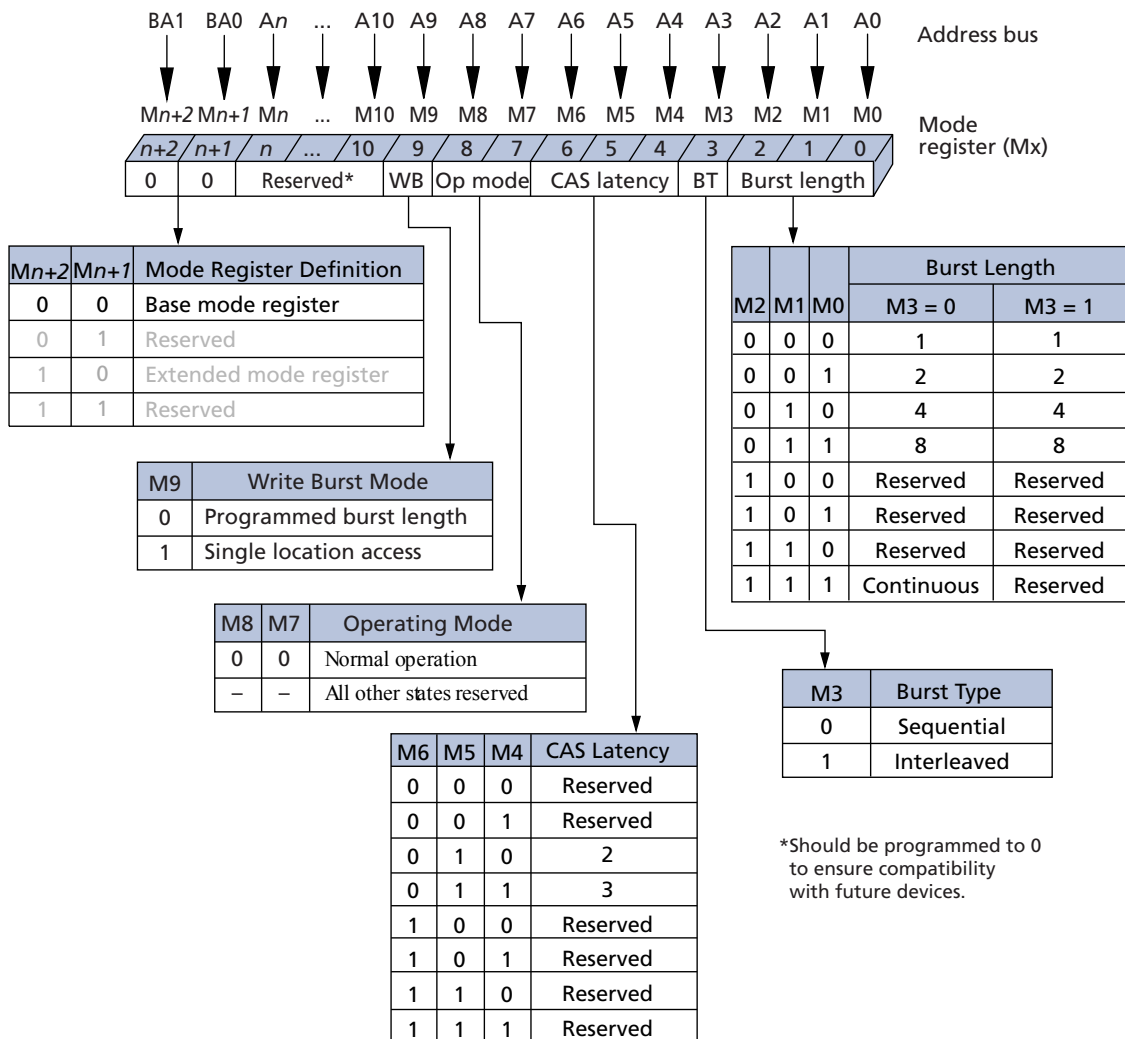 BA1 BA0 An ... A10 A9 A8 A7 A6 A5 A4 A3 A2 A1 A0 Address bus
Mn+2 Mn+1 Mn ... M10 M9 M8 M7 M6 M5 M4 M3 M2 M1 M0
Mode
register (Mx)
n+2 n+1 n ... 10 9 8 7 6 5 4 3 2 1 0
0 0 Reserved* WB Op mode CAS latency BT Burst length
Mn+2 Mn+1 Mode Register Definition
0 0 Base mode register
0 1 Reserved
1 0 Extended mode register
1 1 Reserved
Burst Length
M2 M1 M0 M3 = 0 M3 = 1
0 0 0 1 1
0 0 1 2 2
0 1 0 4 4
0 1 1 8 8
1 0 0 Reserved Reserved
1 0 1 Reserved Reserved
1 1 0 Reserved Reserved
1 1 1 Continuous Reserved
M9 Write Burst Mode
0 Programmed burst length
1 Single location access
M8 M7 Operating Mode
0 0 Normal operation
– – All other states reserved
M3 Burst Type
0 Sequential
1 Interleaved
M6 M5 M4 CAS Latency
0 0 0 Reserved
0 0 1 Reserved
0 1 0 2
0 1 1 3
1 0 0 Reserved
1 0 1 Reserved
1 1 0 Reserved
1 1 1 Reserved
*Should be programmed to 0
to ensure compatibility
with future devices.